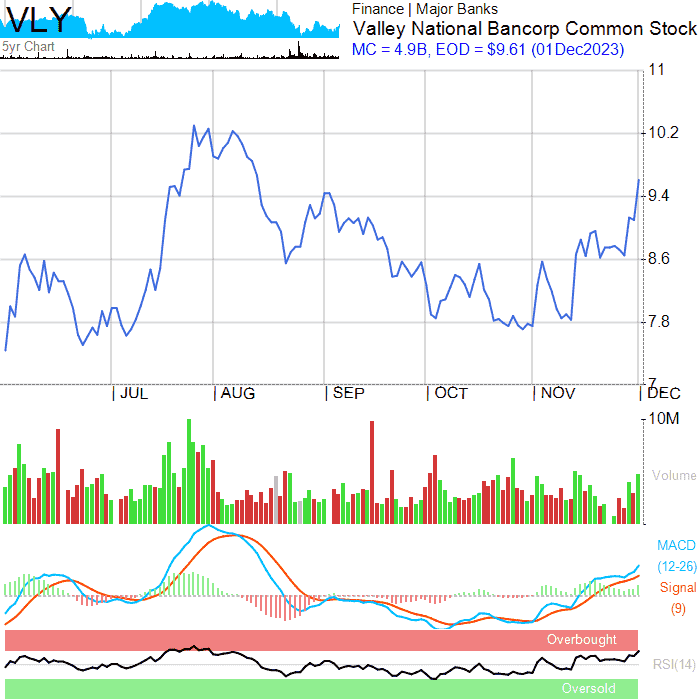 VLY
5yr Chart
Finance | Major Banks
Valley National Bancorp Common Stock
MC = 4.9B, EOD = $9.61 (01Dec2023)
11
10.2
9.4
8.6
7.8
7
JUL
AUG
SEP
OCT
NOV
DEC
10M
Volume
MACD
(12-26)
Signal
(9)
Overbought
RSI(14)
Oversold